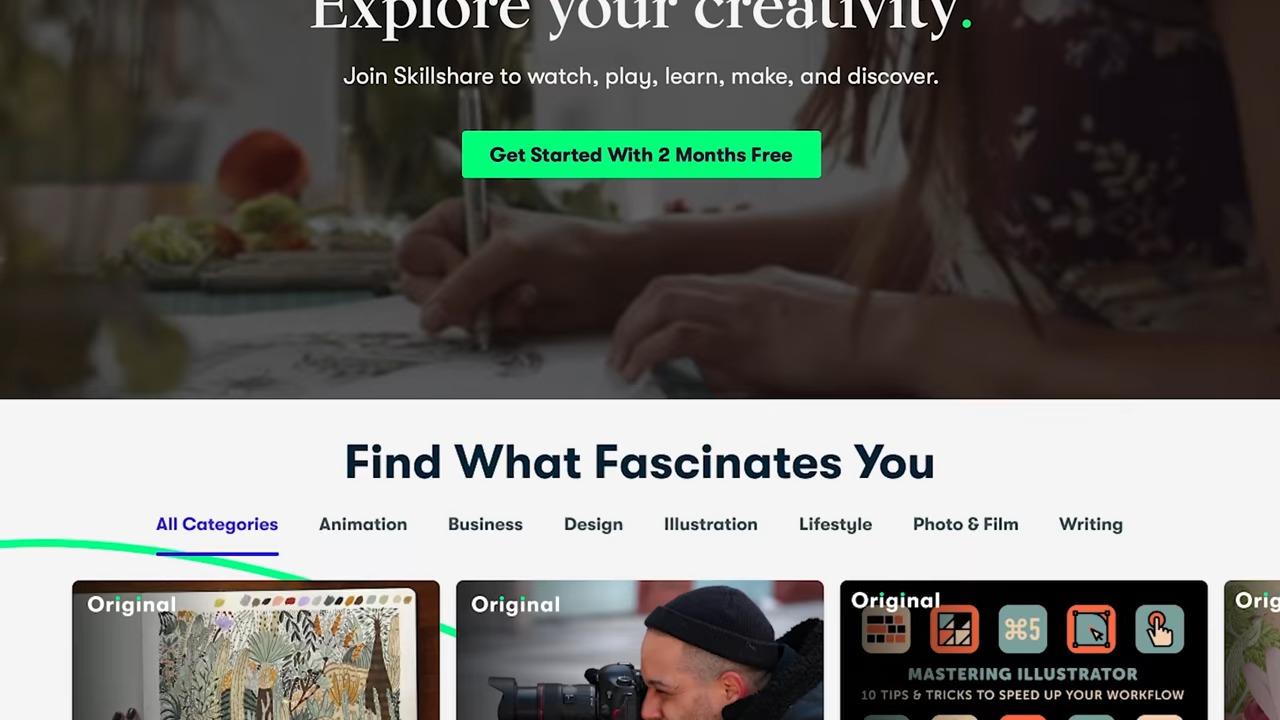 Explore your creativity.
Join Skillshare to watch, play, learn, make, and discover.
Get Started With 2 Months Free
Find What Fascinates You
All Categories Animation Business Design Illustration Lifestyle Photo & Film Writing
Original Original Original Orig
⌘5
MASTERING ILLUSTRATOR
10 TIPS & TRICKS TO SPEED UP YOUR WORKFLOW